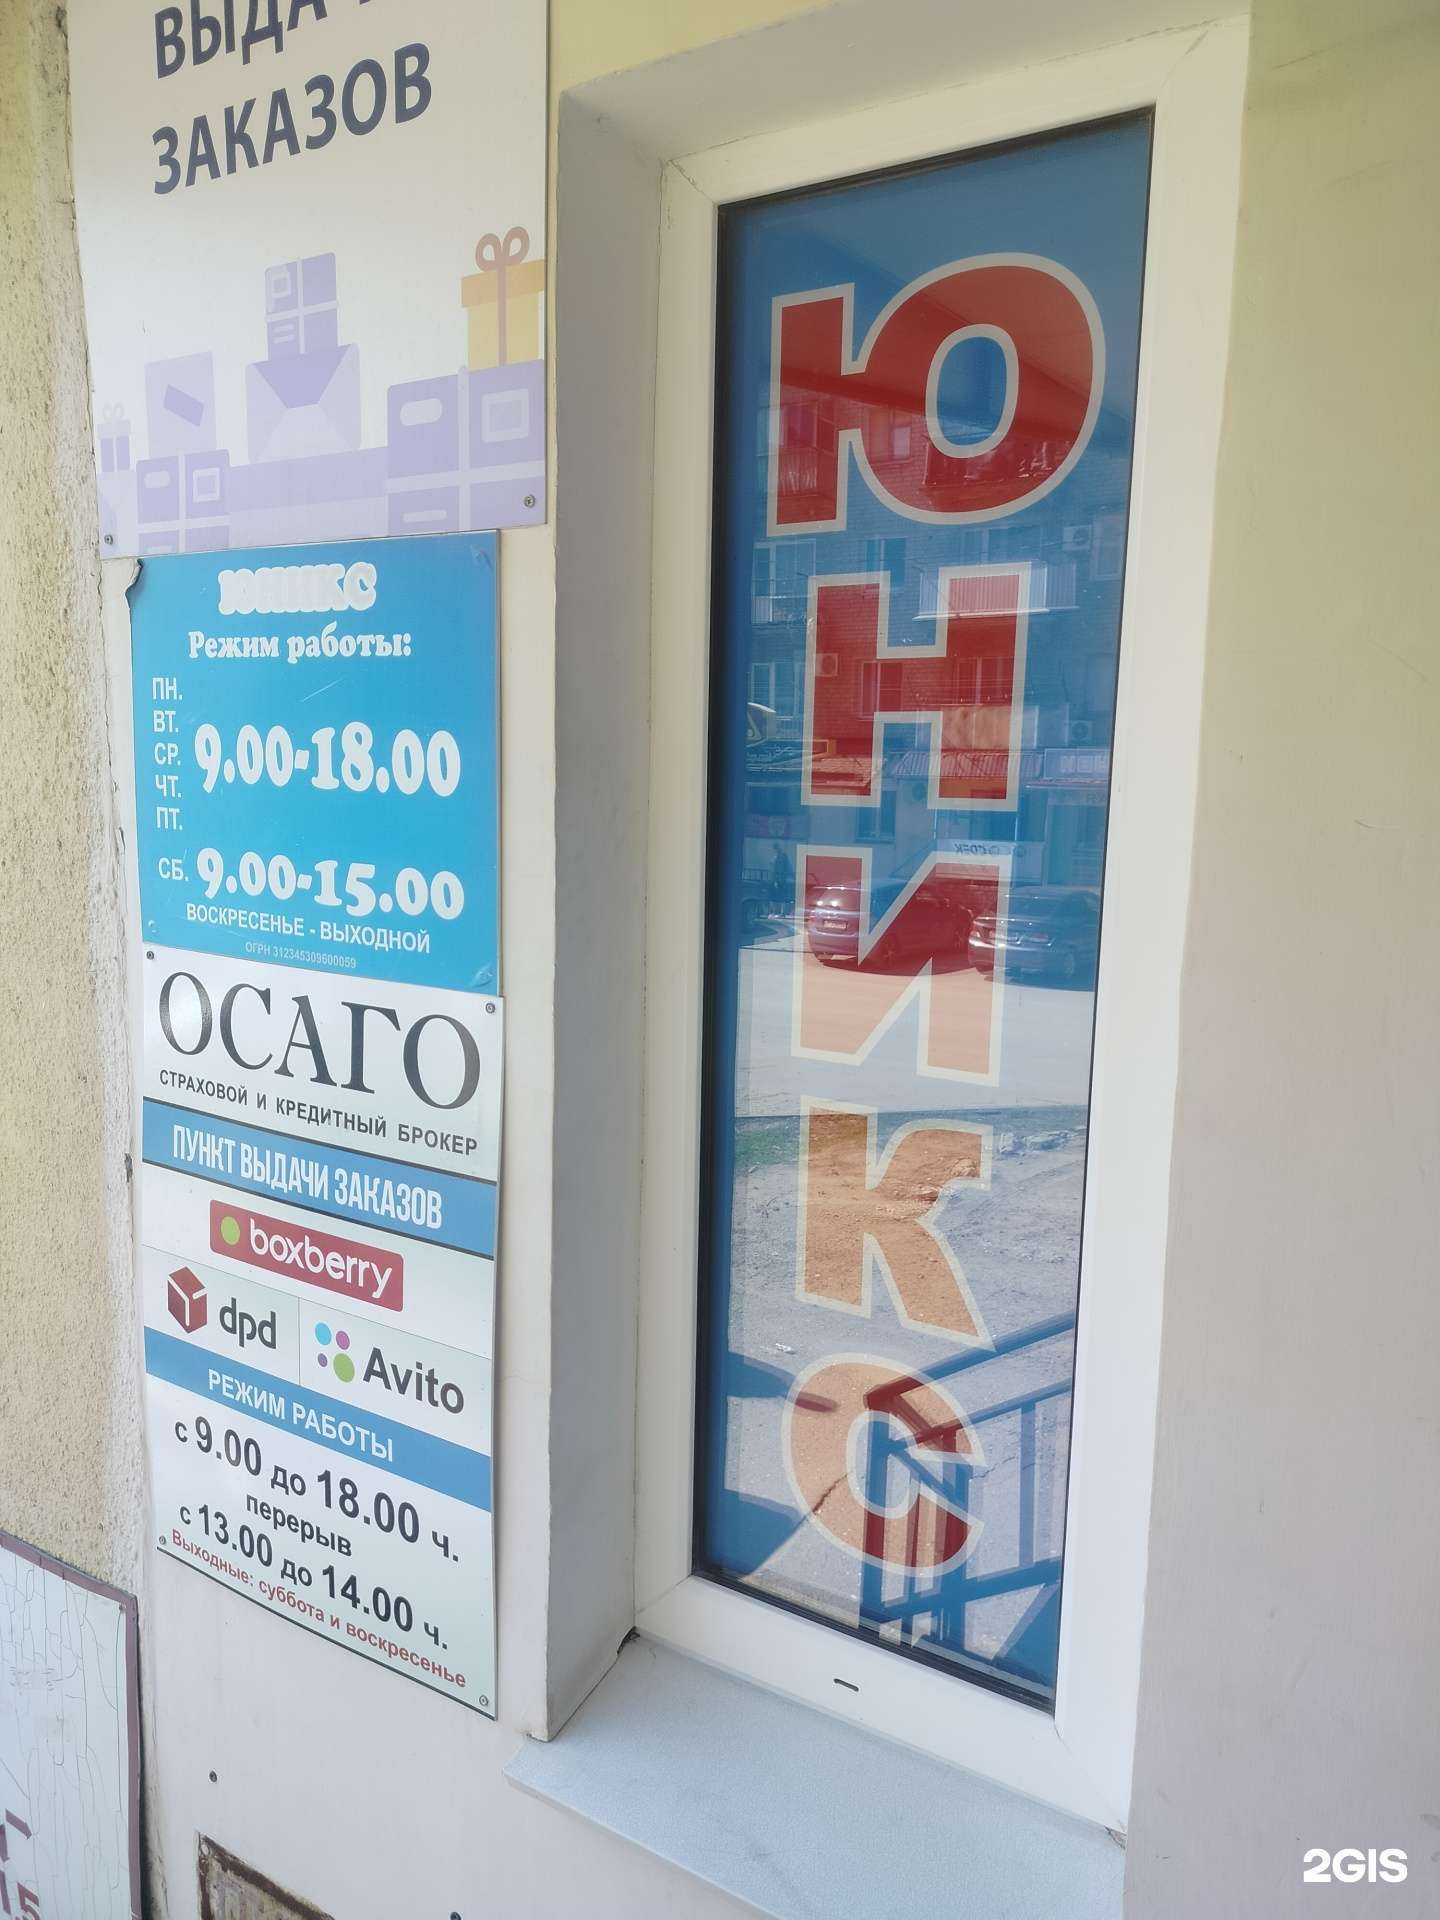 ЗАКАЗОВ
ЮНИКС
Режим работы:
ПН.
ВТ.
СР.
ЧТ.
ПТ.
9.00-18.00
СБ. 9.00-15.00
ВОСКРЕСЕНЬЕ - ВЫХОДНОЙ
ОГРН 312345309600059
ОСАГО
СТРАХОВОЙ И КРЕДИТНЫЙ БРОКЕР
ПУНКТ ВЫДАЧИ ЗАКАЗОВ
boxberry
dpd
Avito
РЕЖИМ РАБОТЫ
с 9.00 до 18.00 ч.
перерыв
с 13.00 до 14.00 ч.
Выходные: суббота и воскресенье
ЮНИКС
2GIS